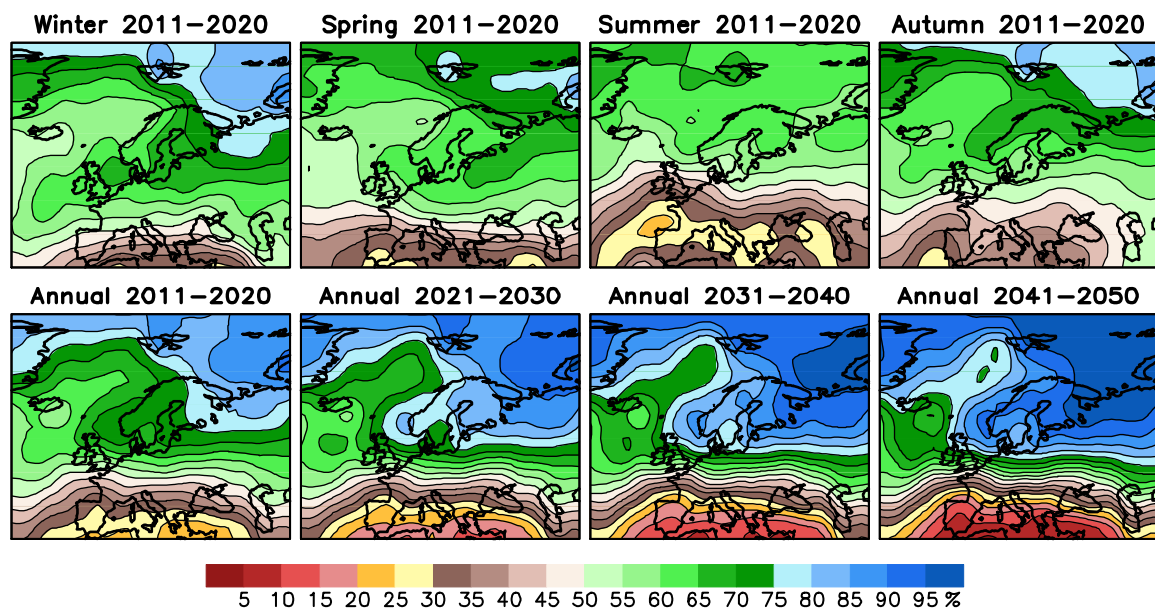 Winter 2011−2020 Spring 2011−2020 Summer 2011−2020 Autumn 2011−2020
Annual 2011−2020 Annual 2021−2030 Annual 2031−2040 Annual 2041−2050
5 10 15 20 25 30 35 40 45 50 55 60 65 70 75 80 85 90 95 %